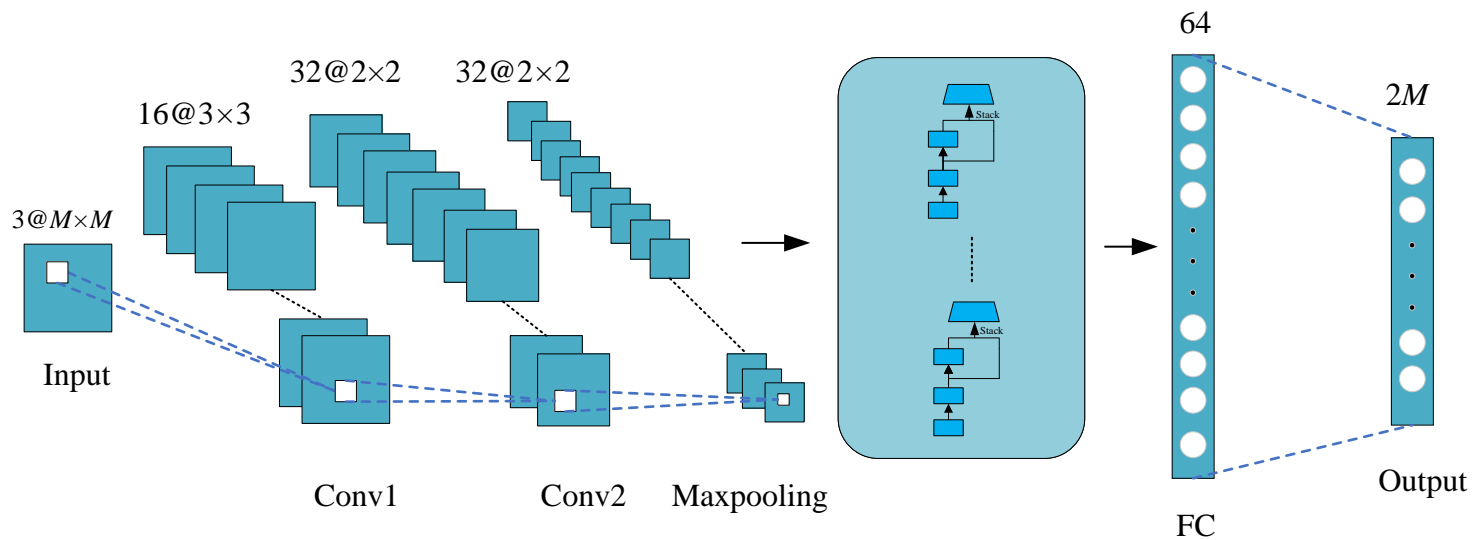 3@M×M
Input
16@3×3
Conv1
32@2×2
Conv2
32@2×2
Maxpooling
Stack
Stack
64
FC
2M
Output